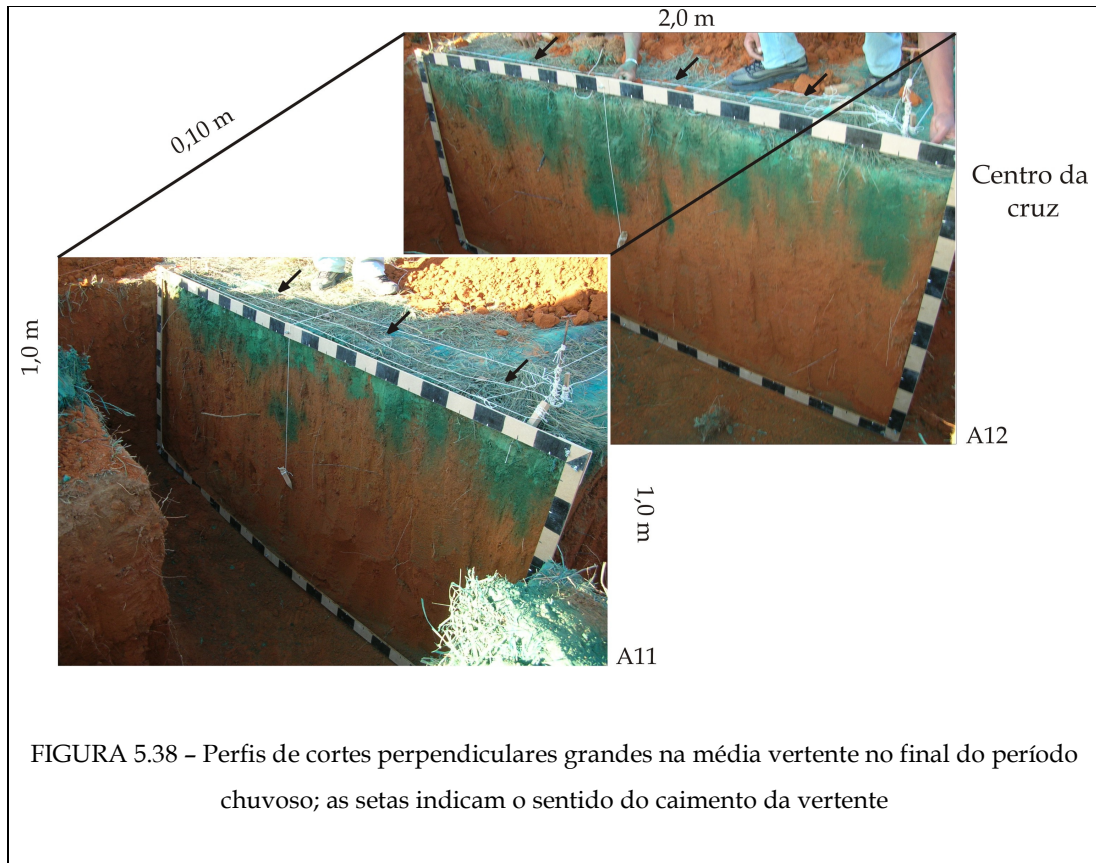 2,0 m
0,10 m
Centro da
cruz
1,0 m
A12
1,0 m
A11
FIGURA 5.38 – Perfis de cortes perpendiculares grandes na média vertente no final do período
chuvoso; as setas indicam o sentido do caimento da vertente